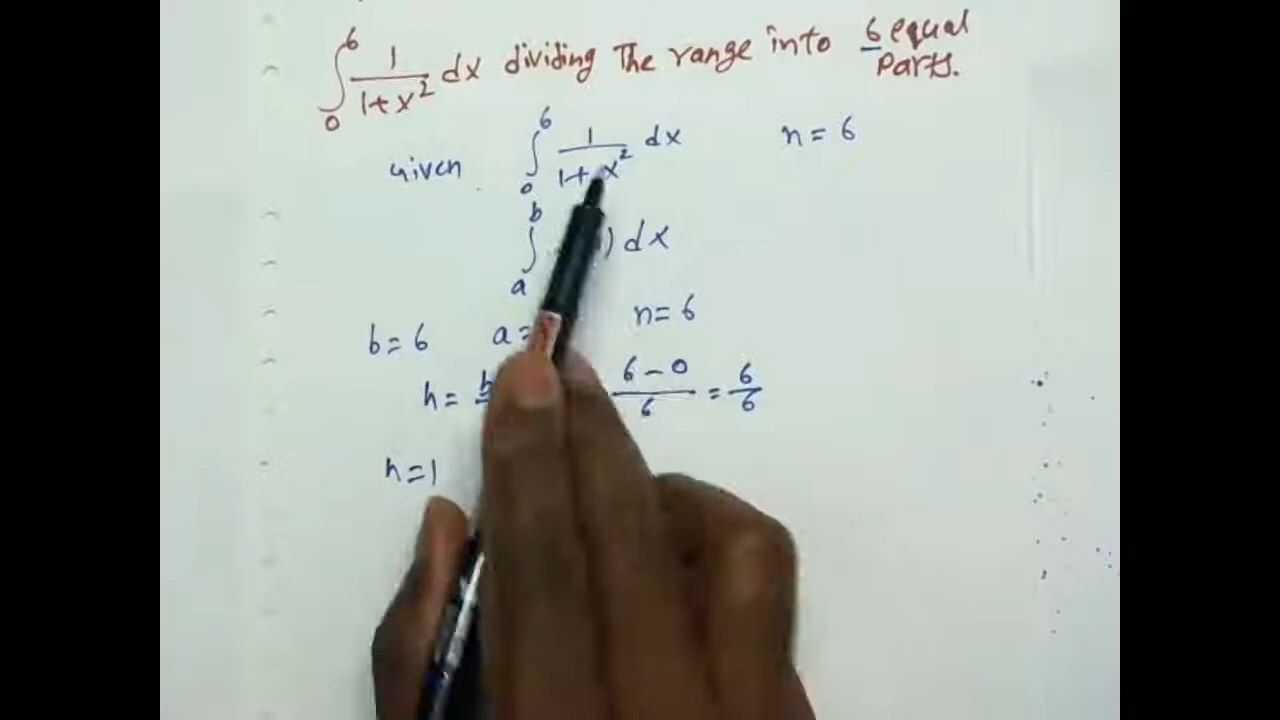 ∫₀⁶ 1/(1+x²) dx dividing The range into 6 equal parts.
Given ∫₀⁶ 1/(1+x²) dx n = 6
∫ₐᵇ ) dx
b = 6 a = n = 6
h = b 6 - 0/6 = 6/6
h = 1